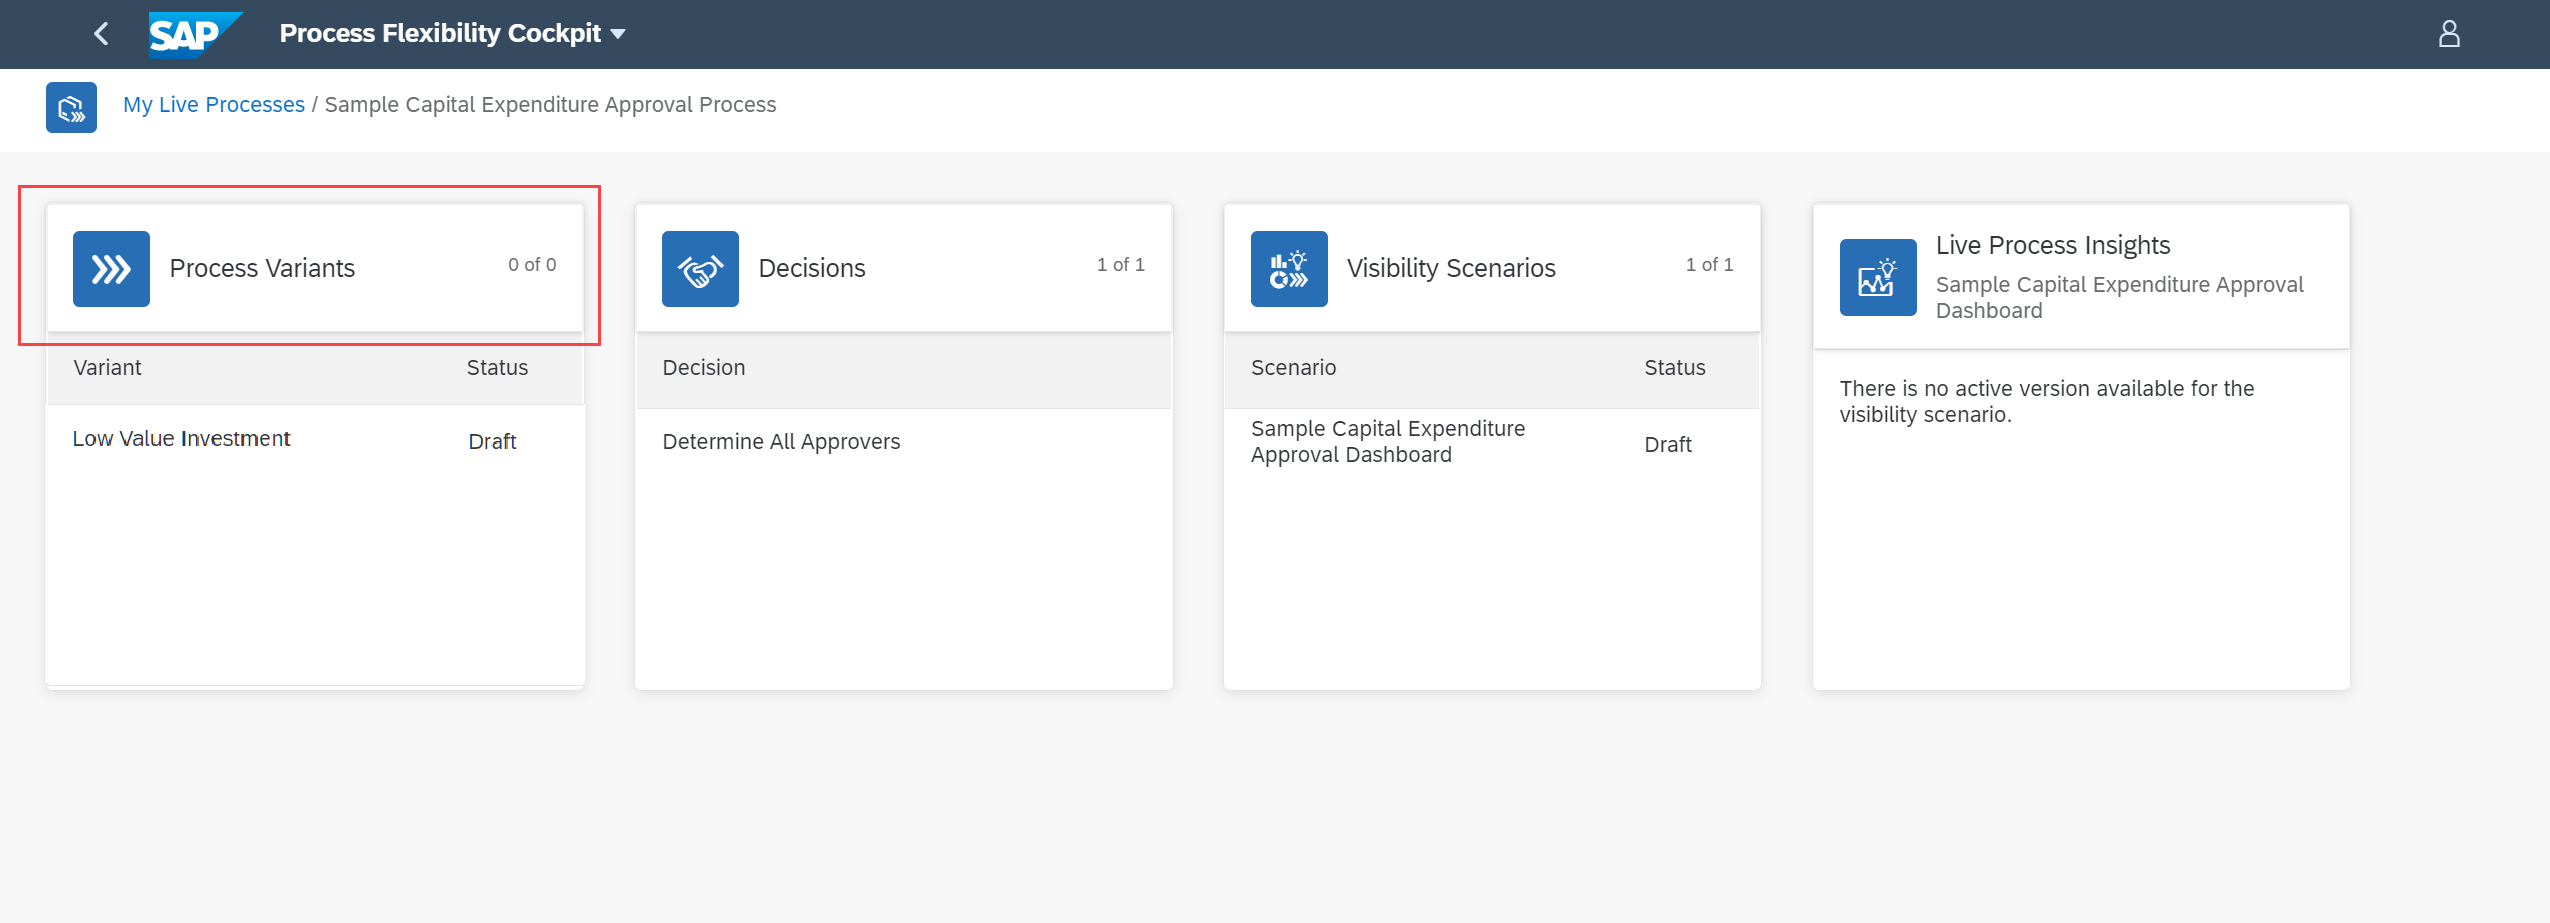 SAP
Process Flexibility Cockpit
My Live Processes / Sample Capital Expenditure Approval Process
Process Variants
0 of 0
Variant
Status
Low Value Investment
Draft
Decisions
1 of 1
Decision
Determine All Approvers
Visibility Scenarios
1 of 1
Scenario
Status
Sample Capital Expenditure
Approval Dashboard
Draft
Live Process Insights
Sample Capital Expenditure Approval
Dashboard
There is no active version available for the
visibility scenario.